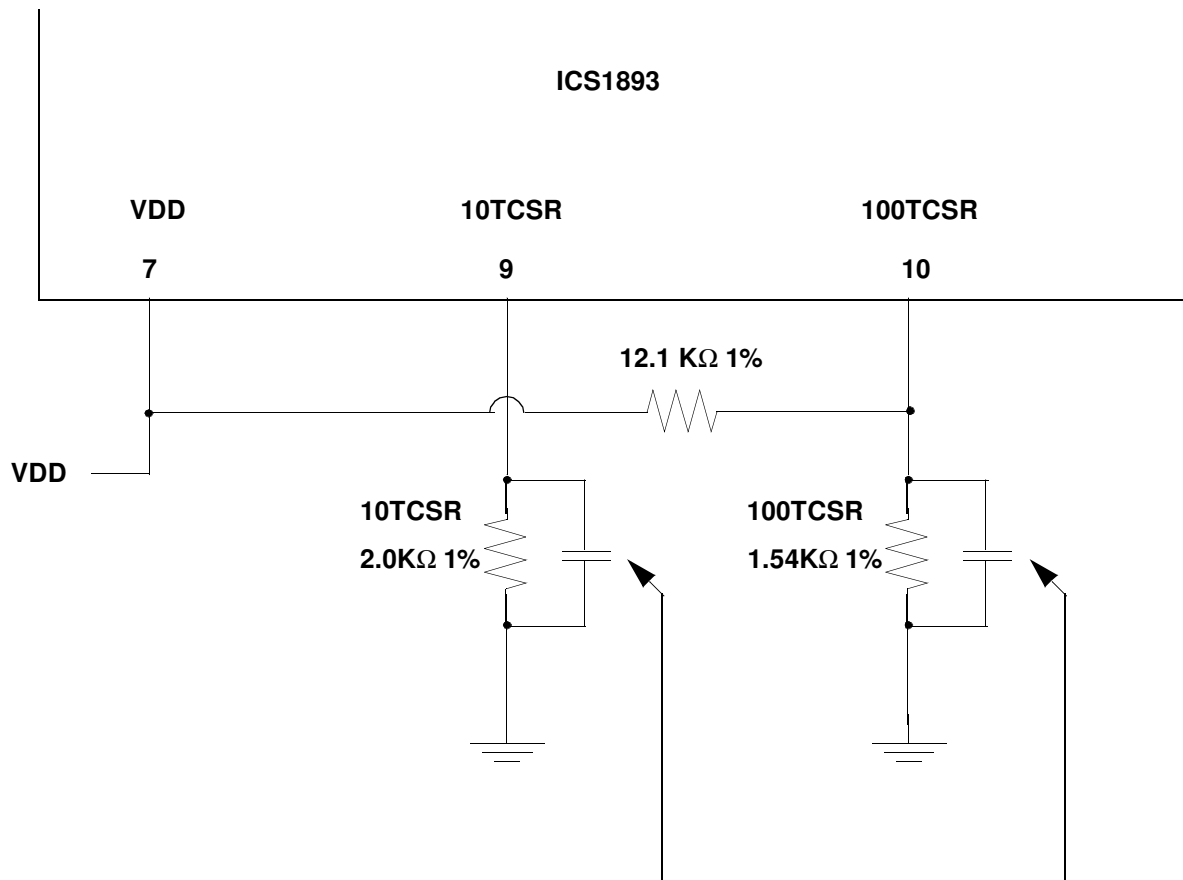 ICS1893
VDD
10TCSR
100TCSR
7
9
10
12.1 KΩ 1%
VDD
10TCSR
2.0KΩ 1%
100TCSR
1.54KΩ 1%